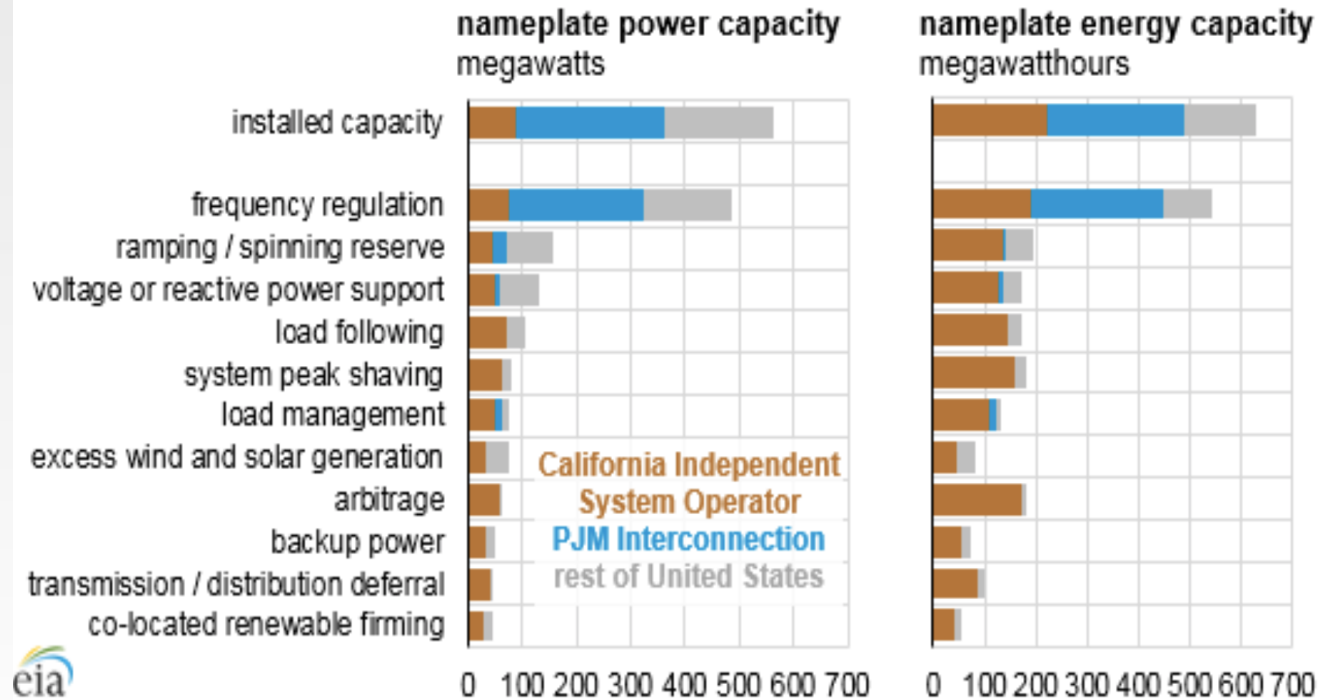 nameplate power capacity
megawatts
nameplate energy capacity
megawatthours
installed capacity
frequency regulation
ramping / spinning reserve
voltage or reactive power support
load following
system peak shaving
load management
excess wind and solar generation
arbitrage
backup power
transmission / distribution deferral
co-located renewable firming
California Independent
System Operator
PJM Interconnection
rest of United States
0 100 200 300 400 500 600 700
0 100 200 300 400 500 600 700
eia